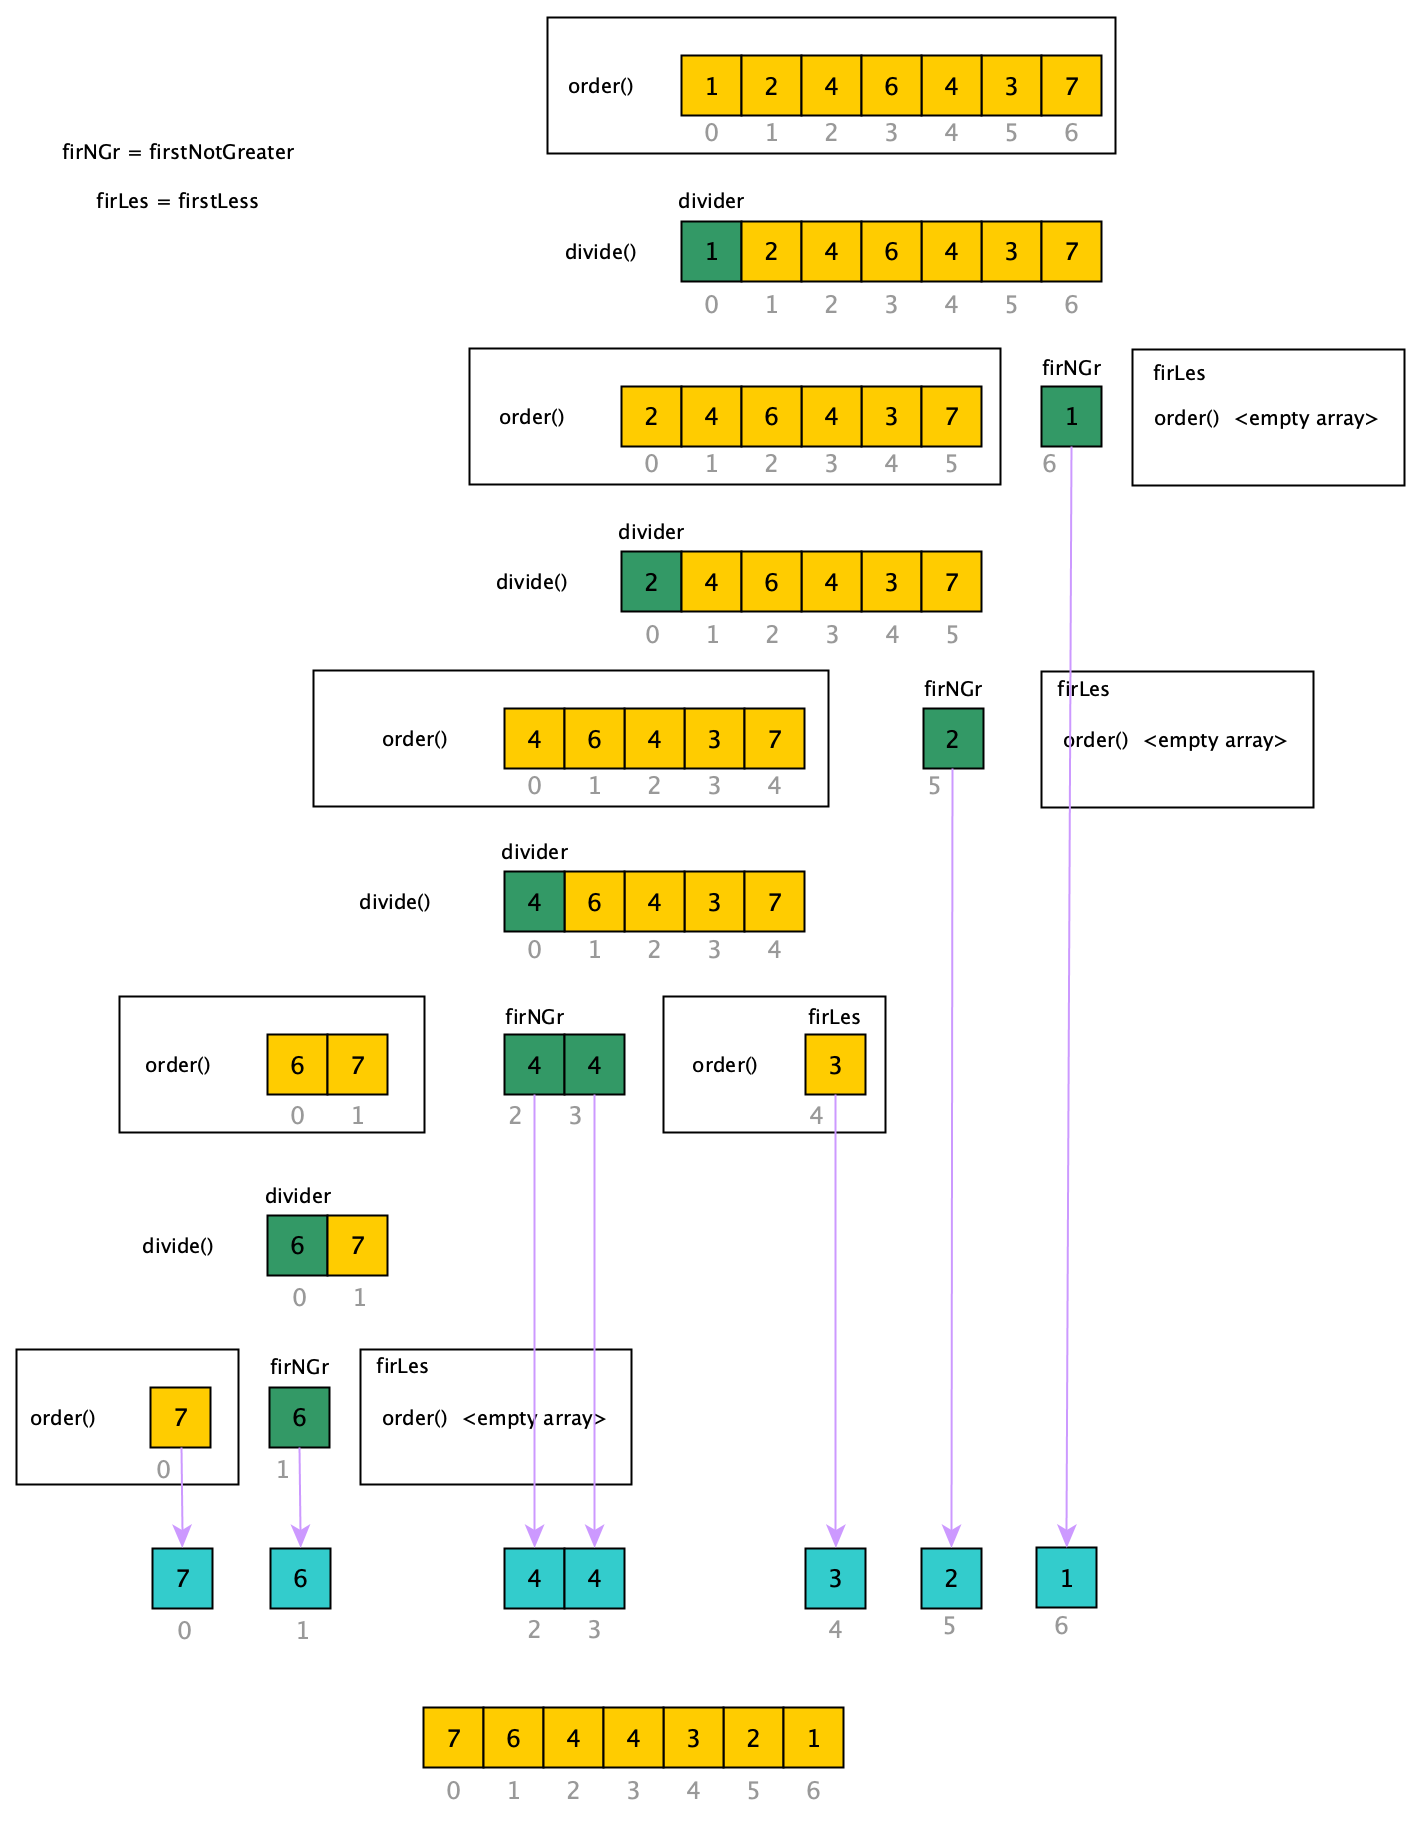 order() 1 2 4 6 4 3 7
0 1 2 3 4 5 6
firNGr = firstNotGreater
firLes = firstLess
divider
divide() 1 2 4 6 4 3 7
0 1 2 3 4 5 6
firNGr firLes
order() 2 4 6 4 3 7 1 order() <empty array>
0 1 2 3 4 5 6
divider
divide() 2 4 6 4 3 7
0 1 2 3 4 5
firNGr firLes
order() 4 6 4 3 7 2 order() <empty array>
0 1 2 3 4 5
divider
divide() 4 6 4 3 7
0 1 2 3 4
firNGr firLes
order() 6 7 4 4 order() 3
0 1 2 3 4
divider
divide() 6 7
0 1
firNGr firLes
order() 7 6 order() <empty array>
0 1
7 6 4 4 3 2 1
0 1 2 3 4 5 6
7 6 4 4 3 2 1
0 1 2 3 4 5 6